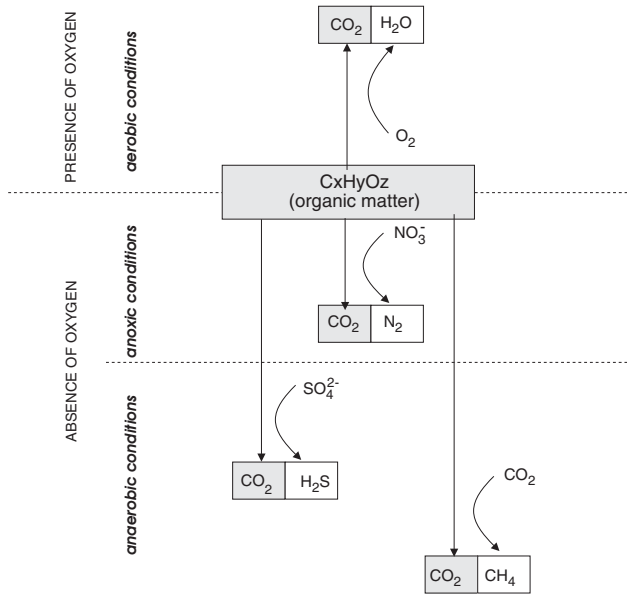 CO₂ H₂O
PRESENCE OF OXYGEN
aerobic conditions
O₂
CxHyOz
(organic matter)
NO₃⁻
ABSENCE OF OXYGEN
anoxic conditions
CO₂ N₂
SO₄²⁻
anaerobic conditions
CO₂ H₂S
CO₂
CO₂ CH₄